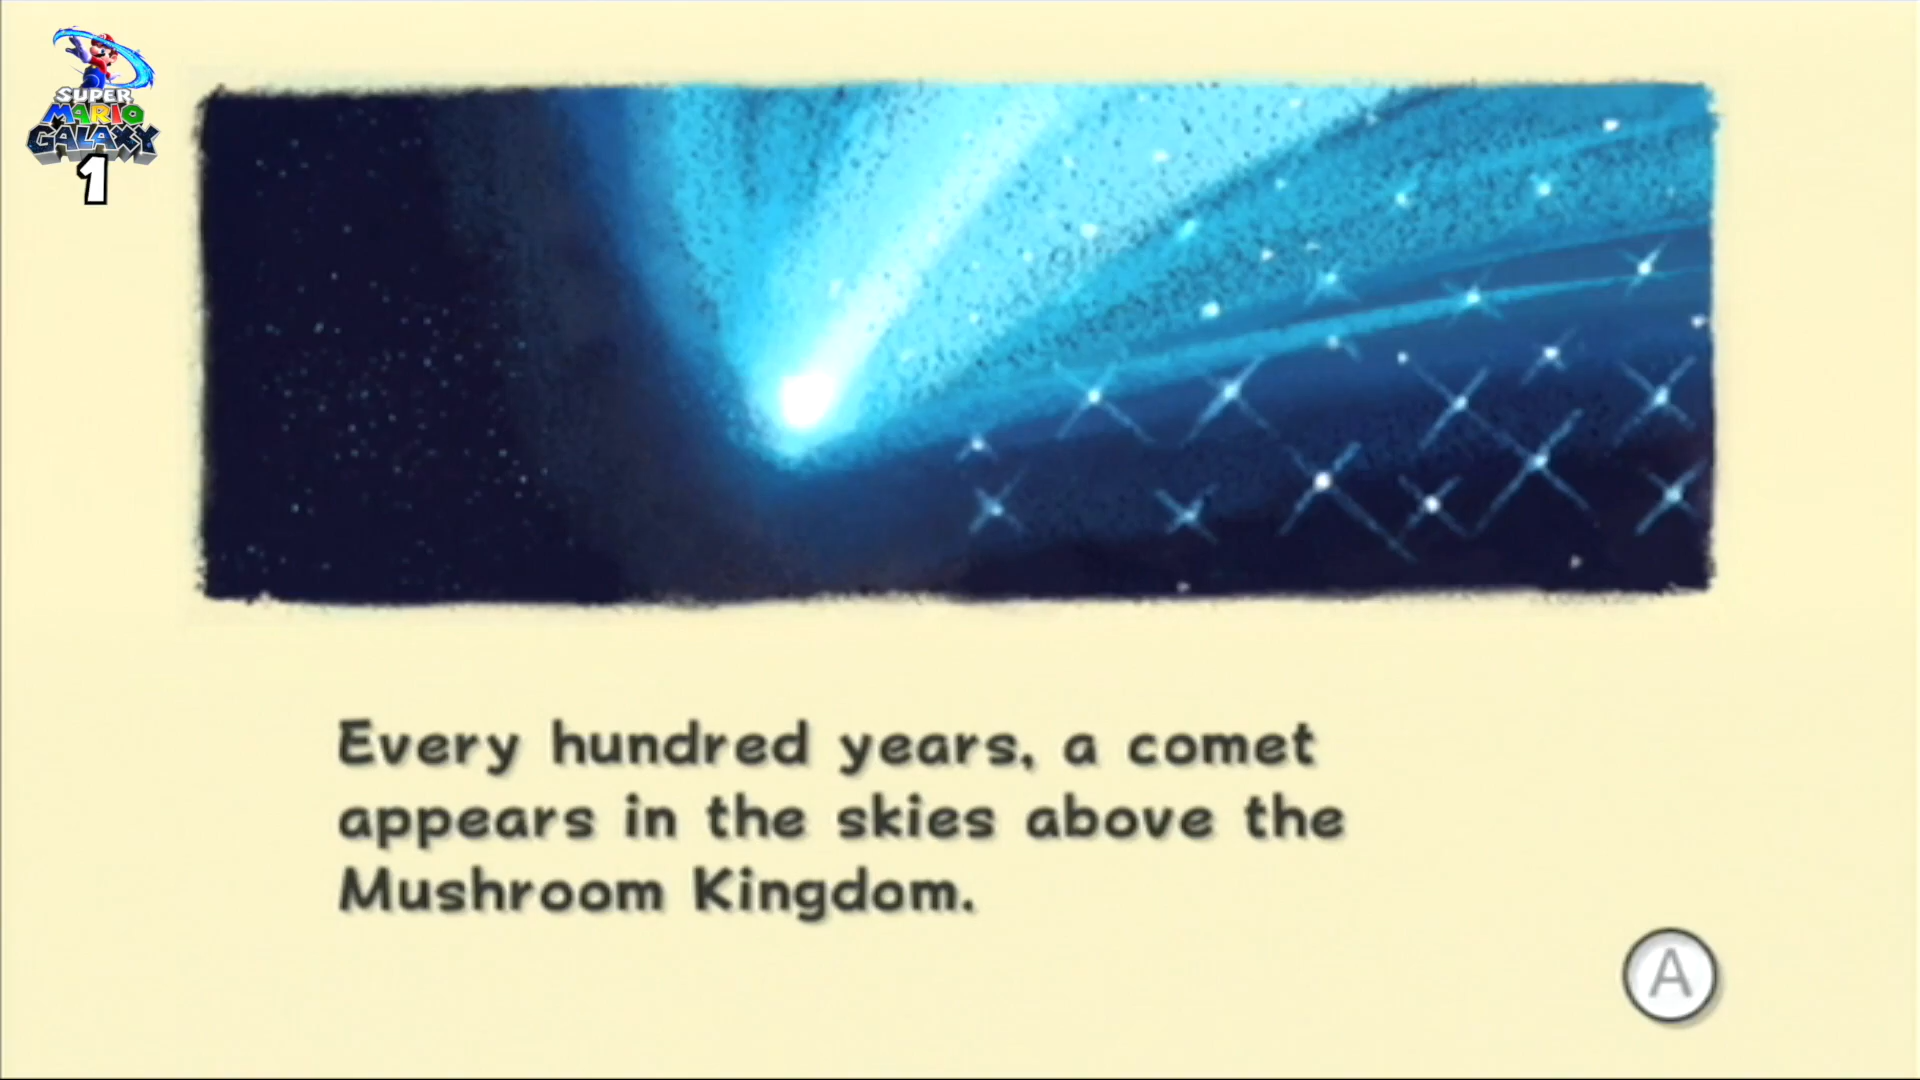 SUPER
MARIO
GALAXY
1
Every hundred years, a comet
appears in the skies above the
Mushroom Kingdom.
A